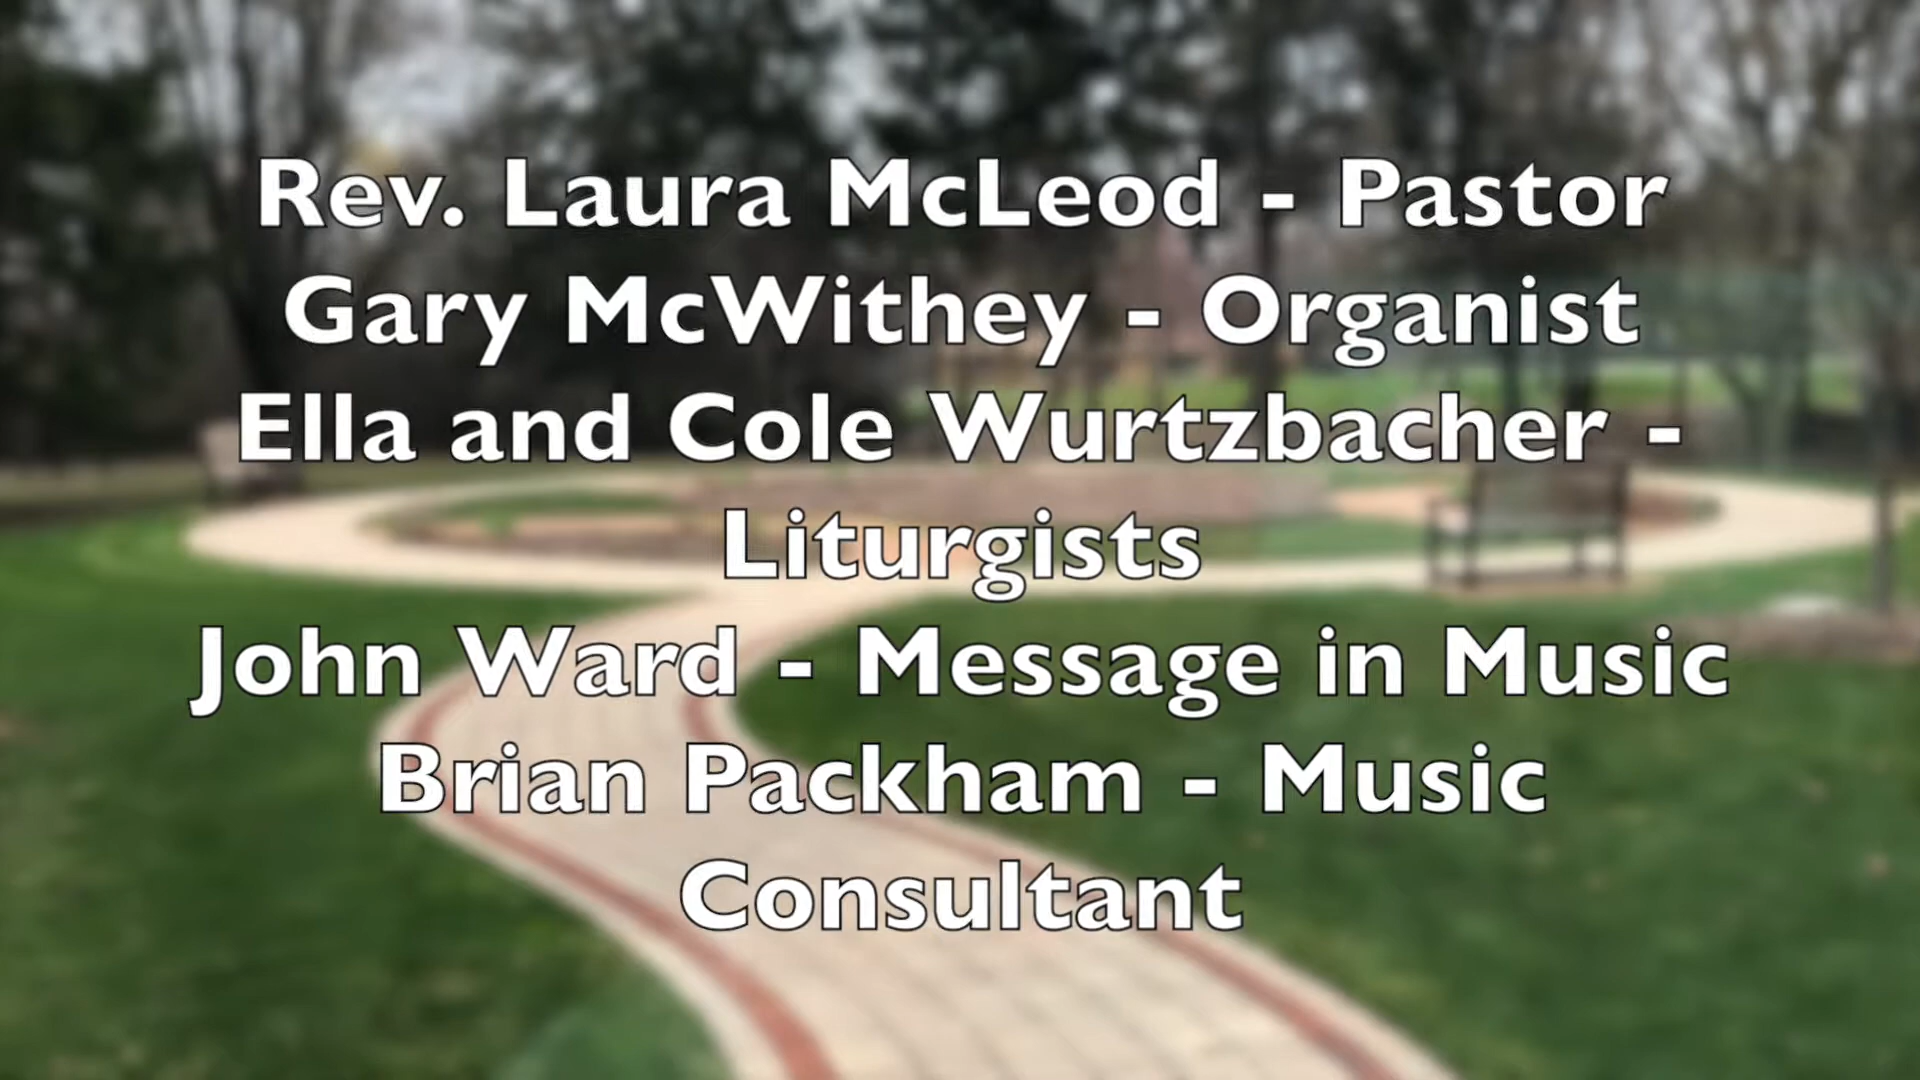 Rev. Laura McLeod - Pastor
Gary McWithey - Organist
Ella and Cole Wurtzbacher -
Liturgists
John Ward - Message in Music
Brian Packham - Music
Consultant